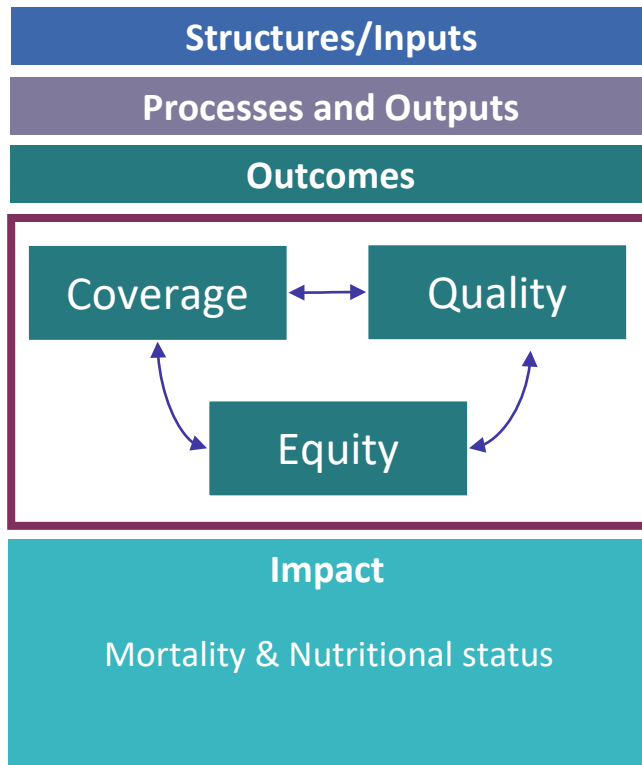 Structures/Inputs
Processes and Outputs
Outcomes
Coverage
Quality
Equity
Impact
Mortality & Nutritional status